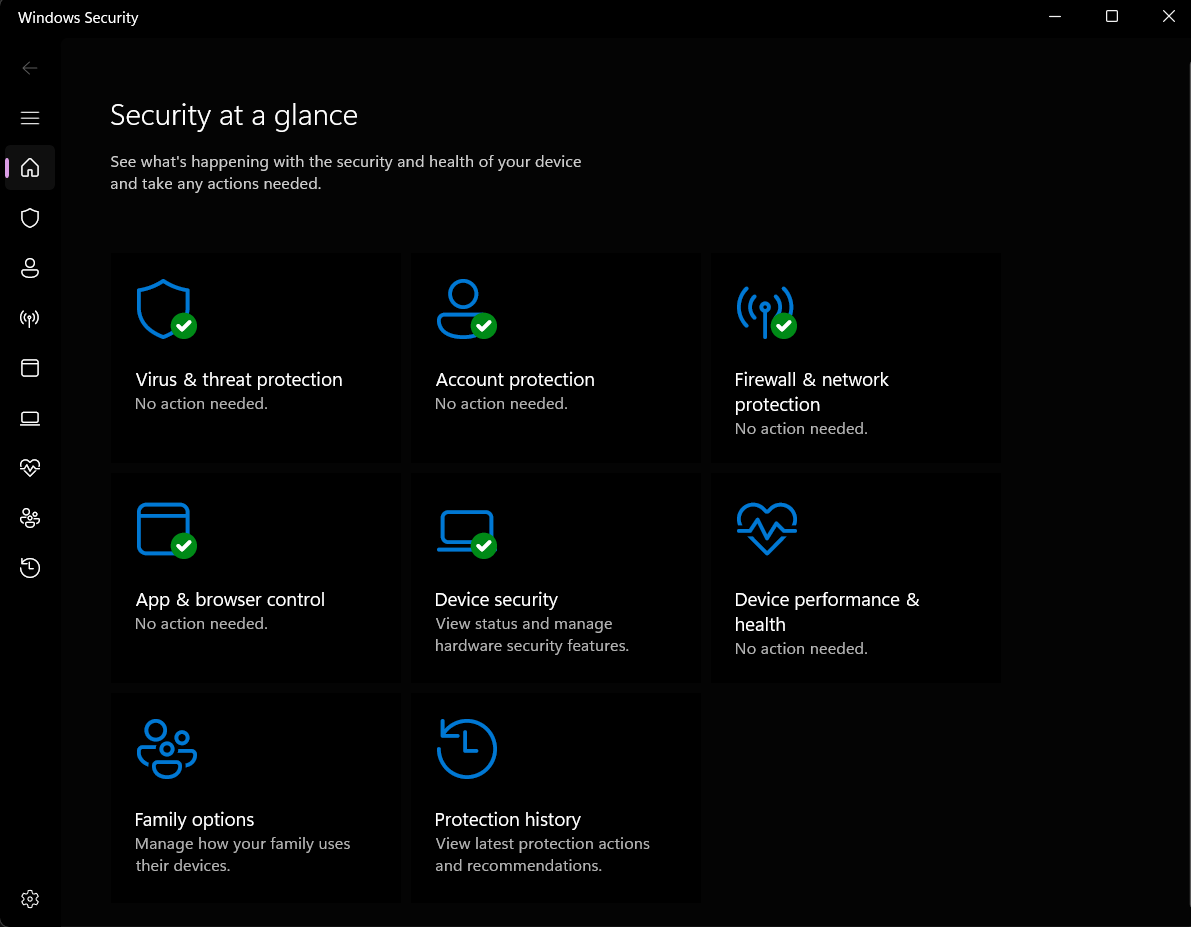 Windows Security
Security at a glance
See what's happening with the security and health of your device
and take any actions needed.
Virus & threat protection
No action needed.
Account protection
No action needed.
Firewall & network
protection
No action needed.
App & browser control
No action needed.
Device security
View status and manage
hardware security features.
Device performance &
health
No action needed.
Family options
Manage how your family uses
their devices.
Protection history
View latest protection actions
and recommendations.